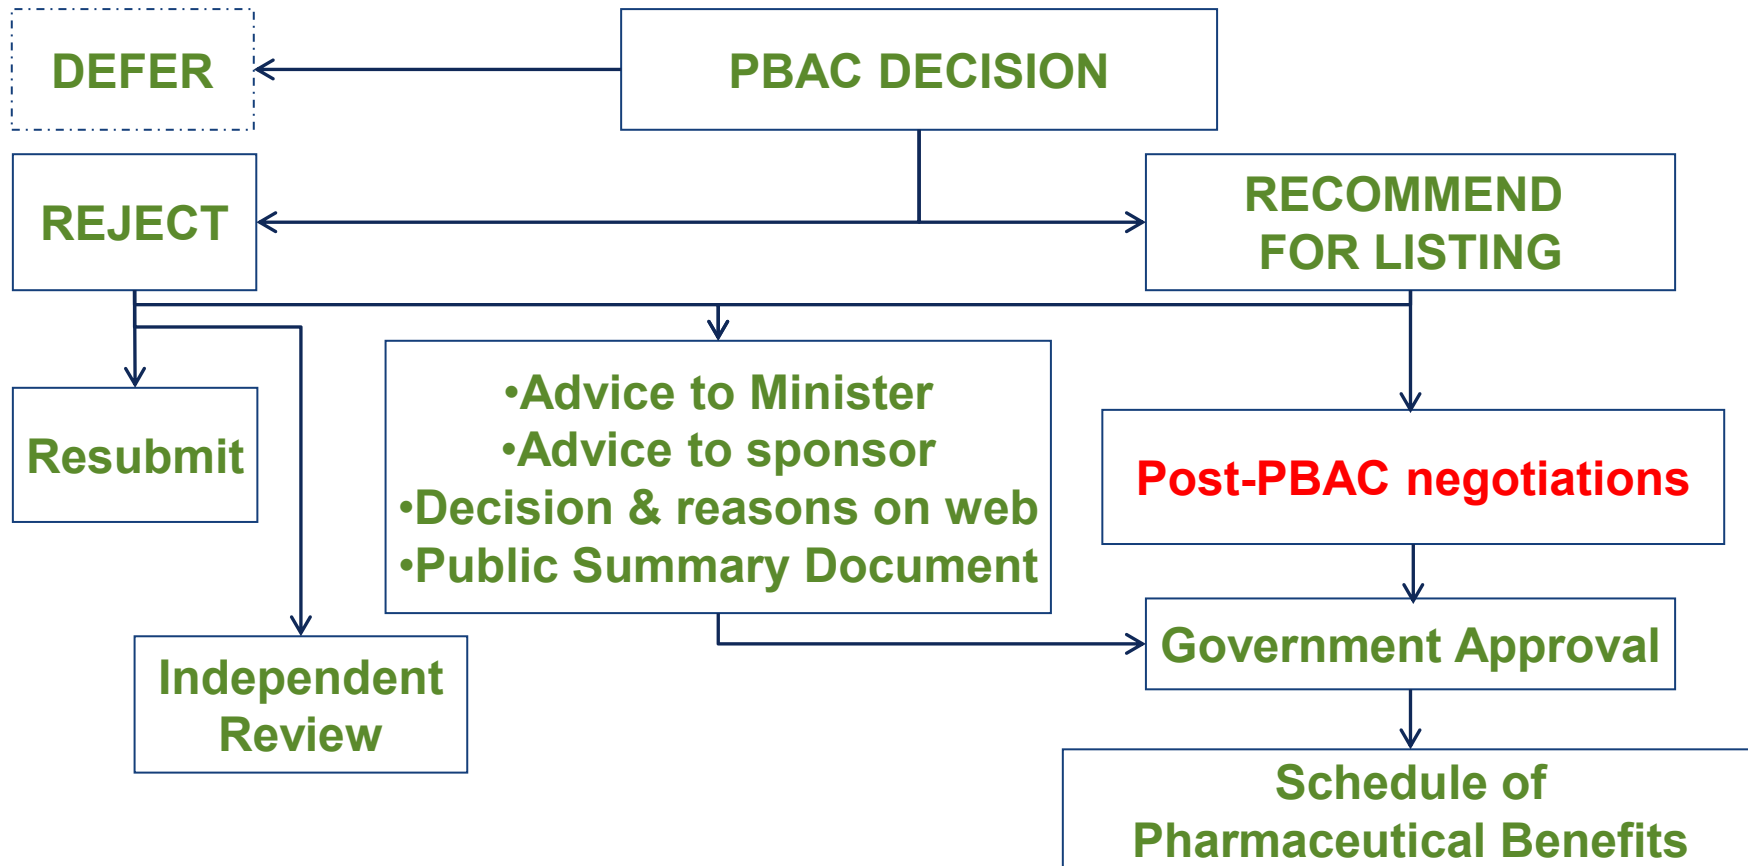 DEFER
PBAC DECISION
REJECT
RECOMMEND
FOR LISTING
Resubmit
•Advice to Minister
•Advice to sponsor
•Decision & reasons on web
•Public Summary Document
Post-PBAC negotiations
Independent
Review
Government Approval
Schedule of
Pharmaceutical Benefits